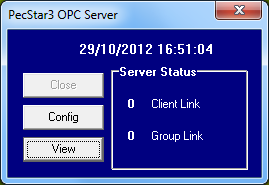 PecStar3 OPC Server
29/10/2012 16:51:04
Close
Config
View
Server Status
0 Client Link
0 Group Link